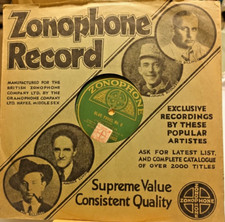 Zonophone
Record
MANUFACTURED FOR THE
BRITISH ZONOPHONE
COMPANY LTD. BY THE
GRAMOPHONE COMPANY
LTD. HAYES, MIDDLESEX
ZONOPHONE
EXCLUSIVE
RECORDINGS
BY THESE
POPULAR
ARTISTES
ASK FOR LATEST LIST,
AND COMPLETE CATALOGUE
OF OVER 2000 TITLES
Supreme Value
Consistent Quality
ZONOPHONE